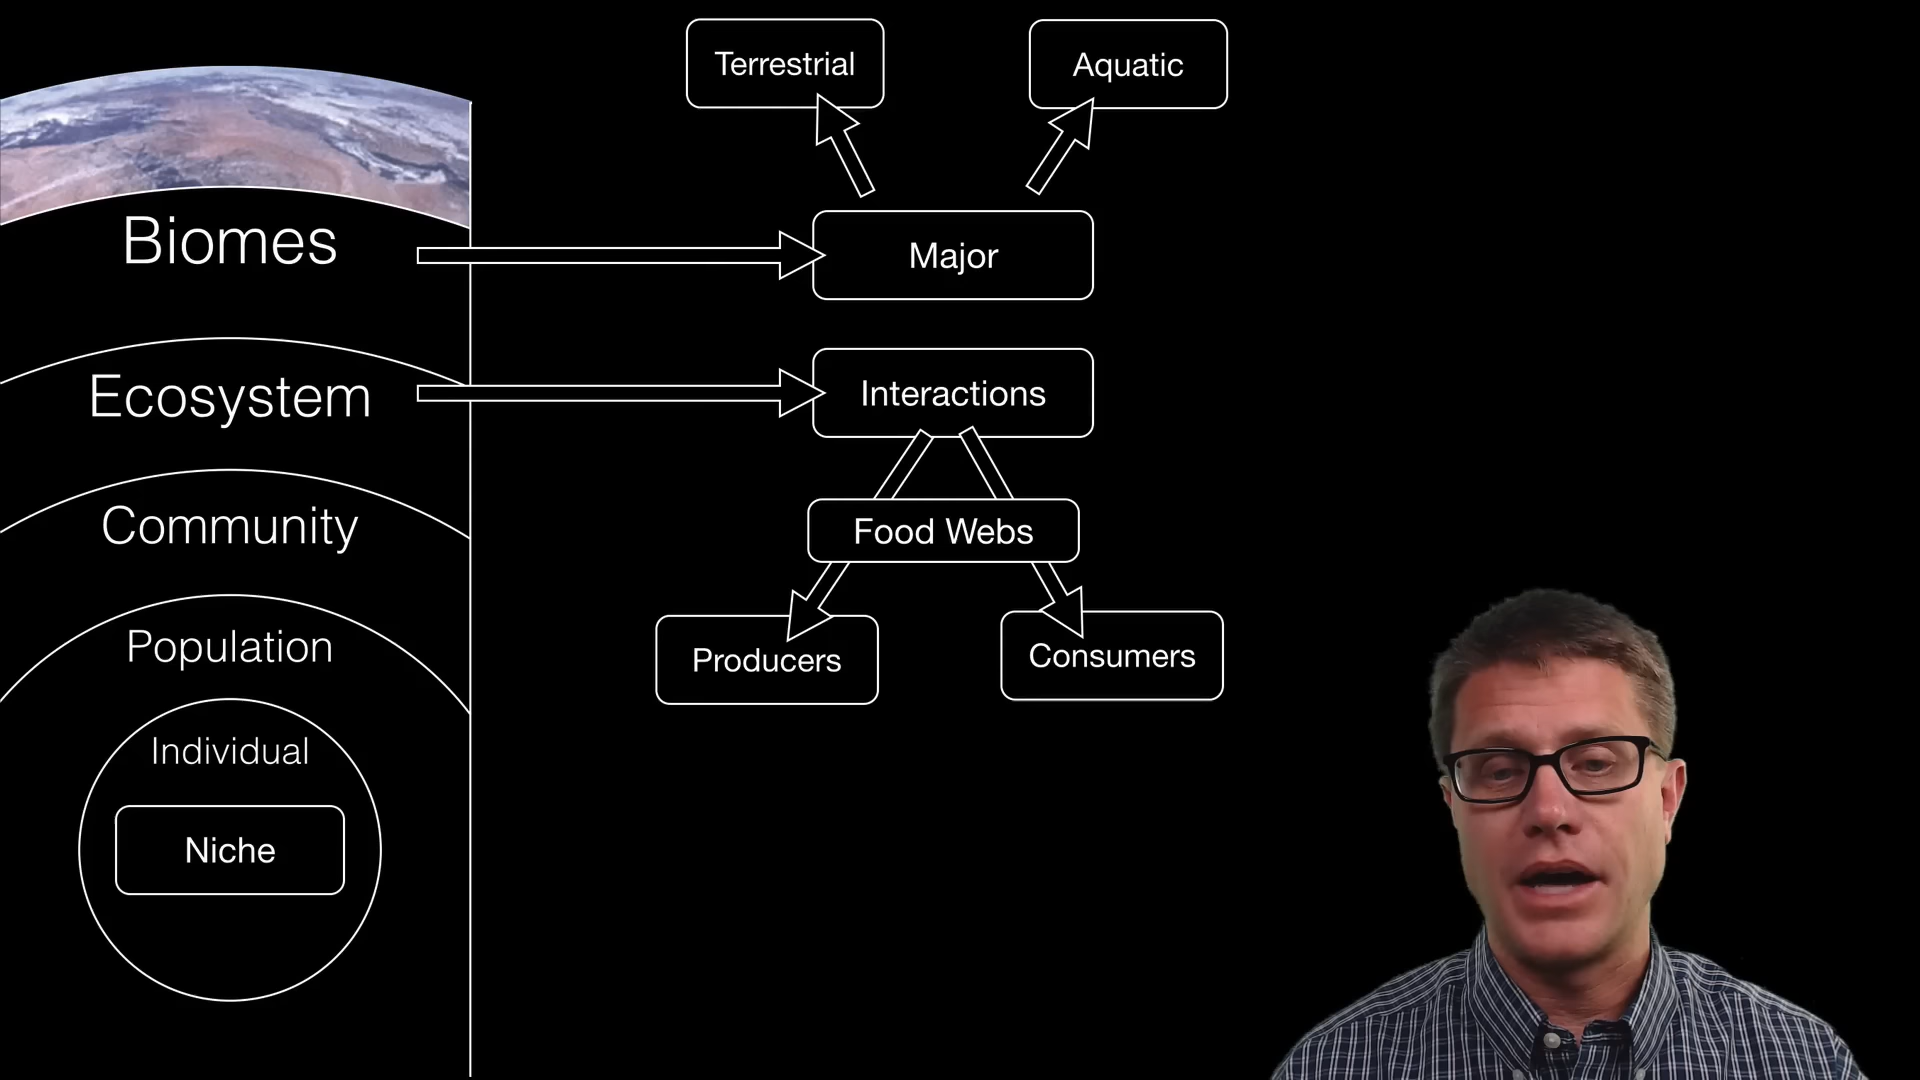 Terrestrial
Aquatic
Biomes
Major
Ecosystem
Interactions
Community
Food Webs
Population
Producers
Consumers
Individual
Niche